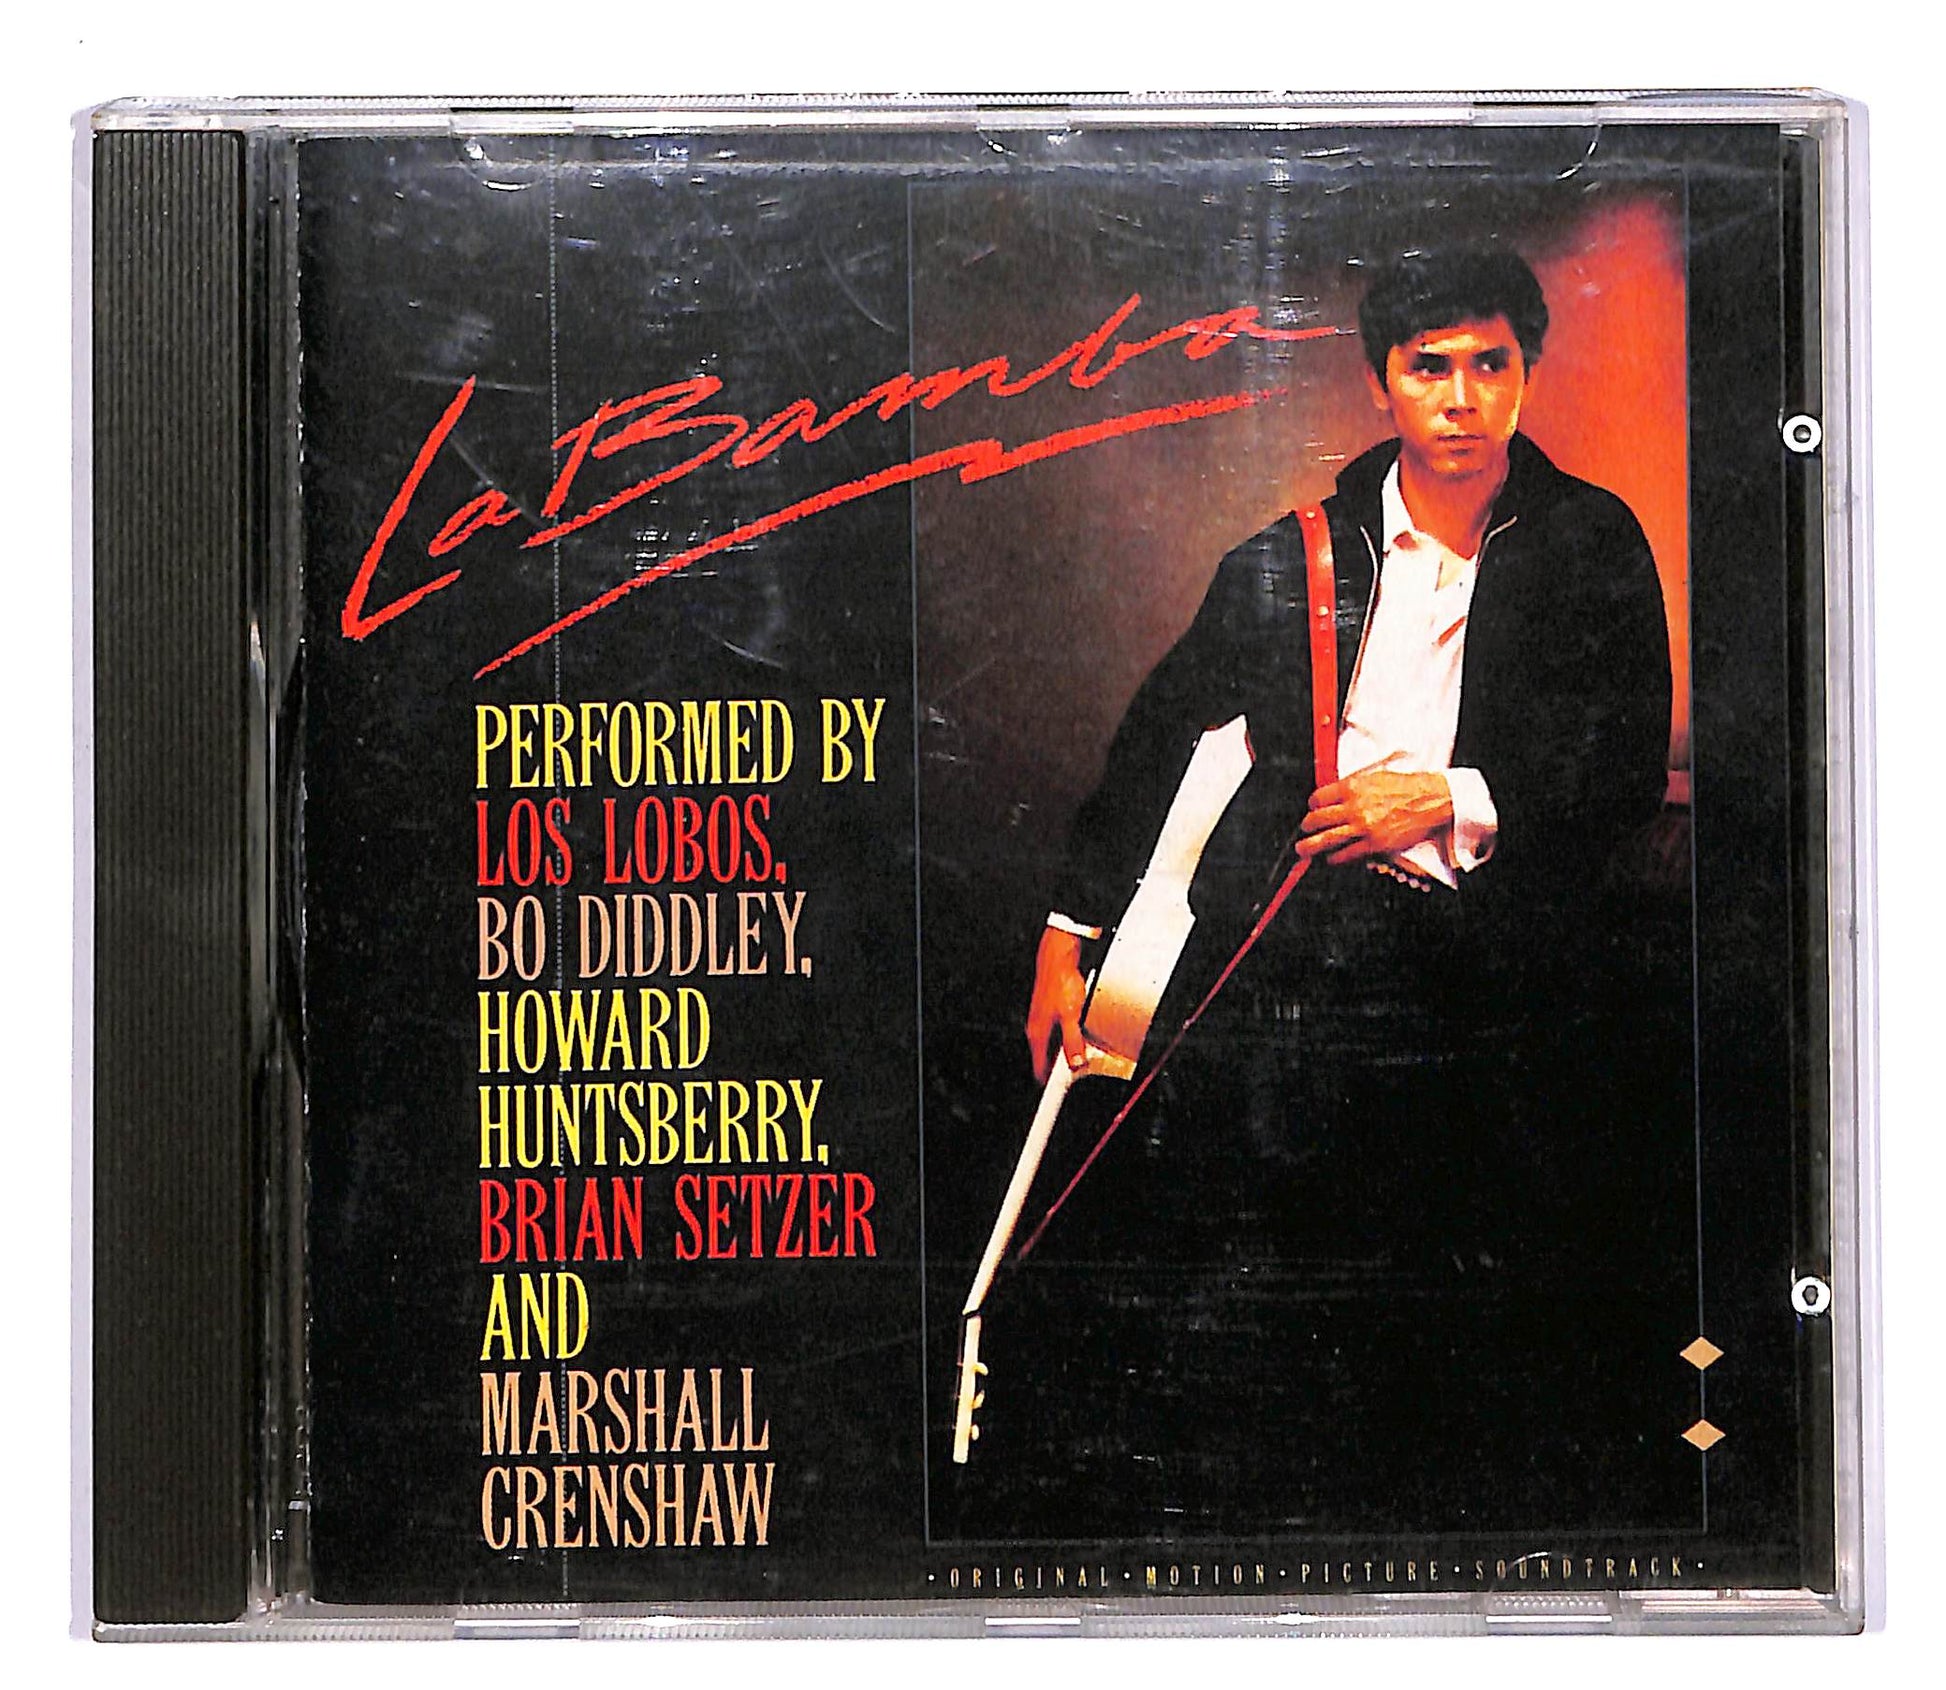 La Bamba
PERFORMED BY
LOS LOBOS,
BO DIDDLEY,
HOWARD
HUNTSBERRY,
BRIAN SETZER
AND
MARSHALL
CRENSHAW
• ORIGINAL • MOTION • PICTURE • SOUNDTRACK •